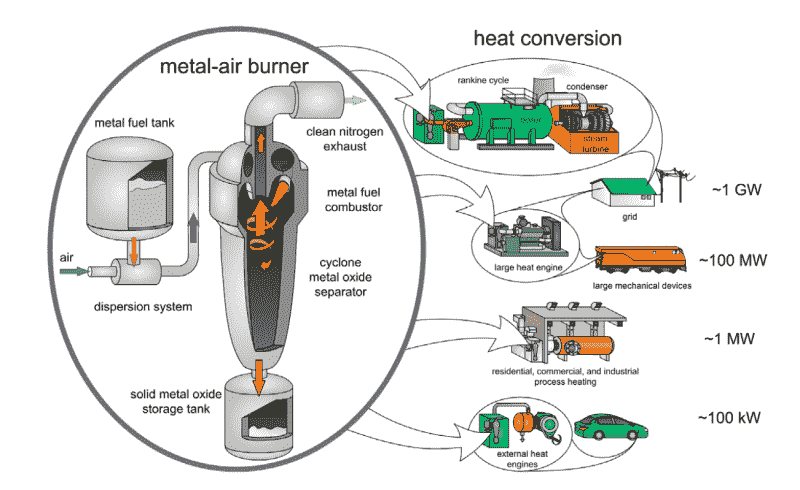 metal-air burner
metal fuel tank
clean nitrogen
exhaust
metal fuel
combustor
air
cyclone
metal oxide
separator
dispersion system
solid metal oxide
storage tank
heat conversion
rankine cycle
condenser
steam
turbine
grid
~1 GW
large heat engine
~100 MW
large mechanical devices
~1 MW
residential, commercial, and industrial
process heating
~100 kW
external heat
engines